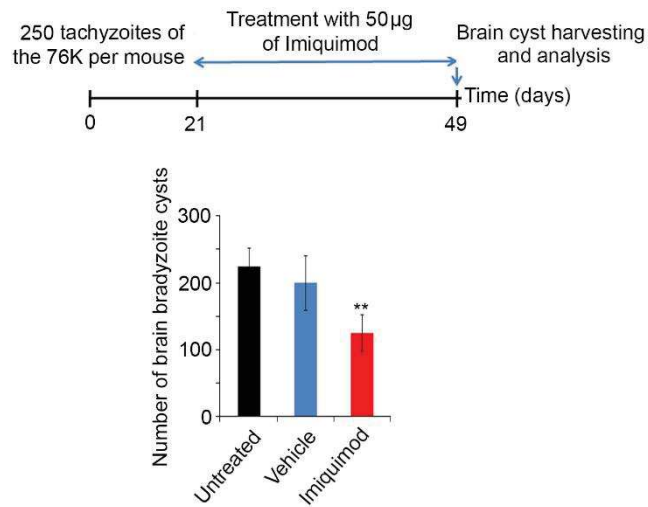 250 tachyzoites of
the 76K per mouse
Treatment with 50µg
of Imiquimod
Brain cyst harvesting
and analysis
Time (days)
0
21
49
Number of brain bradyzoite cysts
300
200
100
0
**
Untreated
Vehicle
Imiquimod